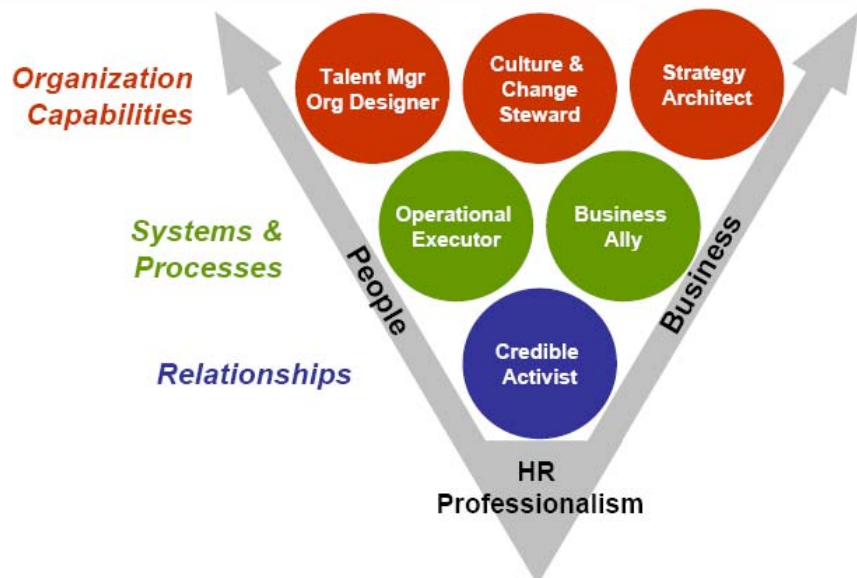 Organization
Capabilities
Talent Mgr
Org Designer
Culture &
Change
Steward
Strategy
Architect
Systems &
Processes
Operational
Executor
Business
Ally
People
Business
Relationships
Credible
Activist
HR
Professionalism